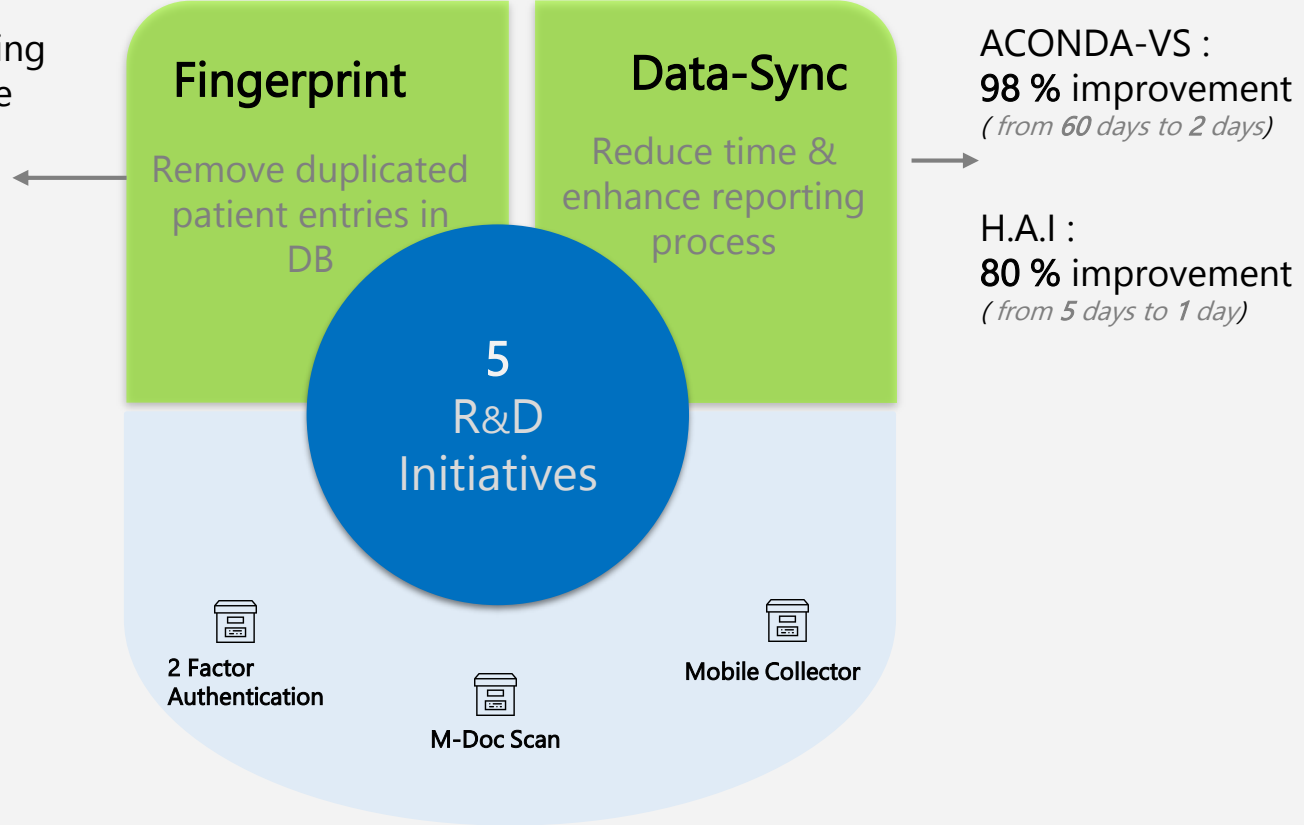 ing
e
Fingerprint
Remove duplicated
patient entries in
DB
Data-Sync
Reduce time &
enhance reporting
process
ACONDA-VS :
98 % improvement
( from 60 days to 2 days)
H.A.I :
80 % improvement
( from 5 days to 1 day)
5
R&D
Initiatives
2 Factor
Authentication
M-Doc Scan
Mobile Collector